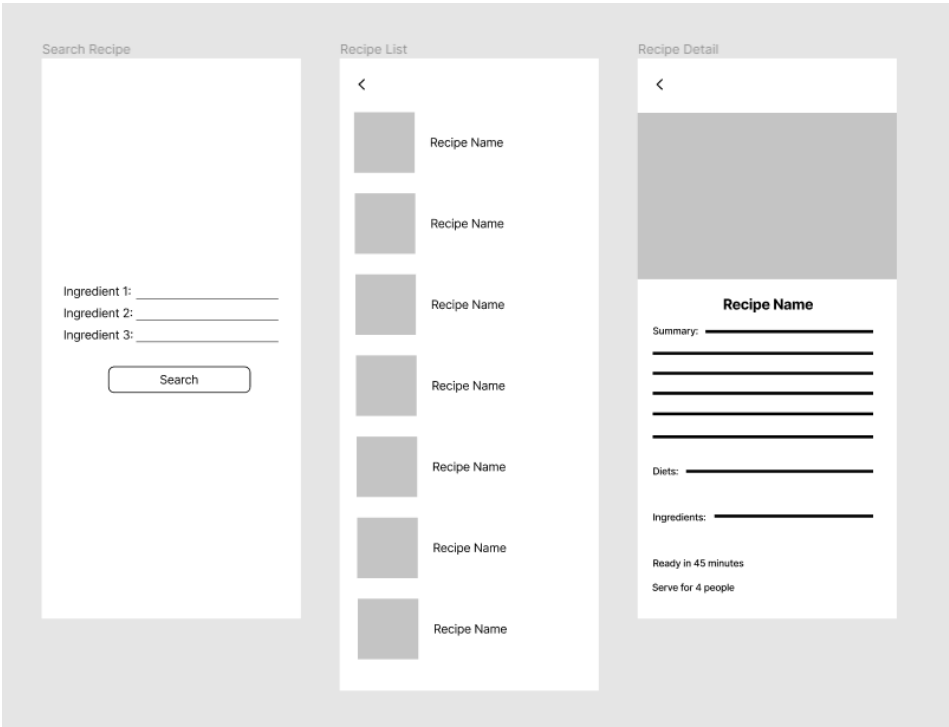 Search Recipe
Ingredient 1:
Ingredient 2:
Ingredient 3:
Search
Recipe List
Recipe Name
Recipe Name
Recipe Name
Recipe Name
Recipe Name
Recipe Name
Recipe Name
Recipe Detail
Recipe Name
Summary:
Diets:
Ingredients:
Ready in 45 minutes
Serve for 4 people